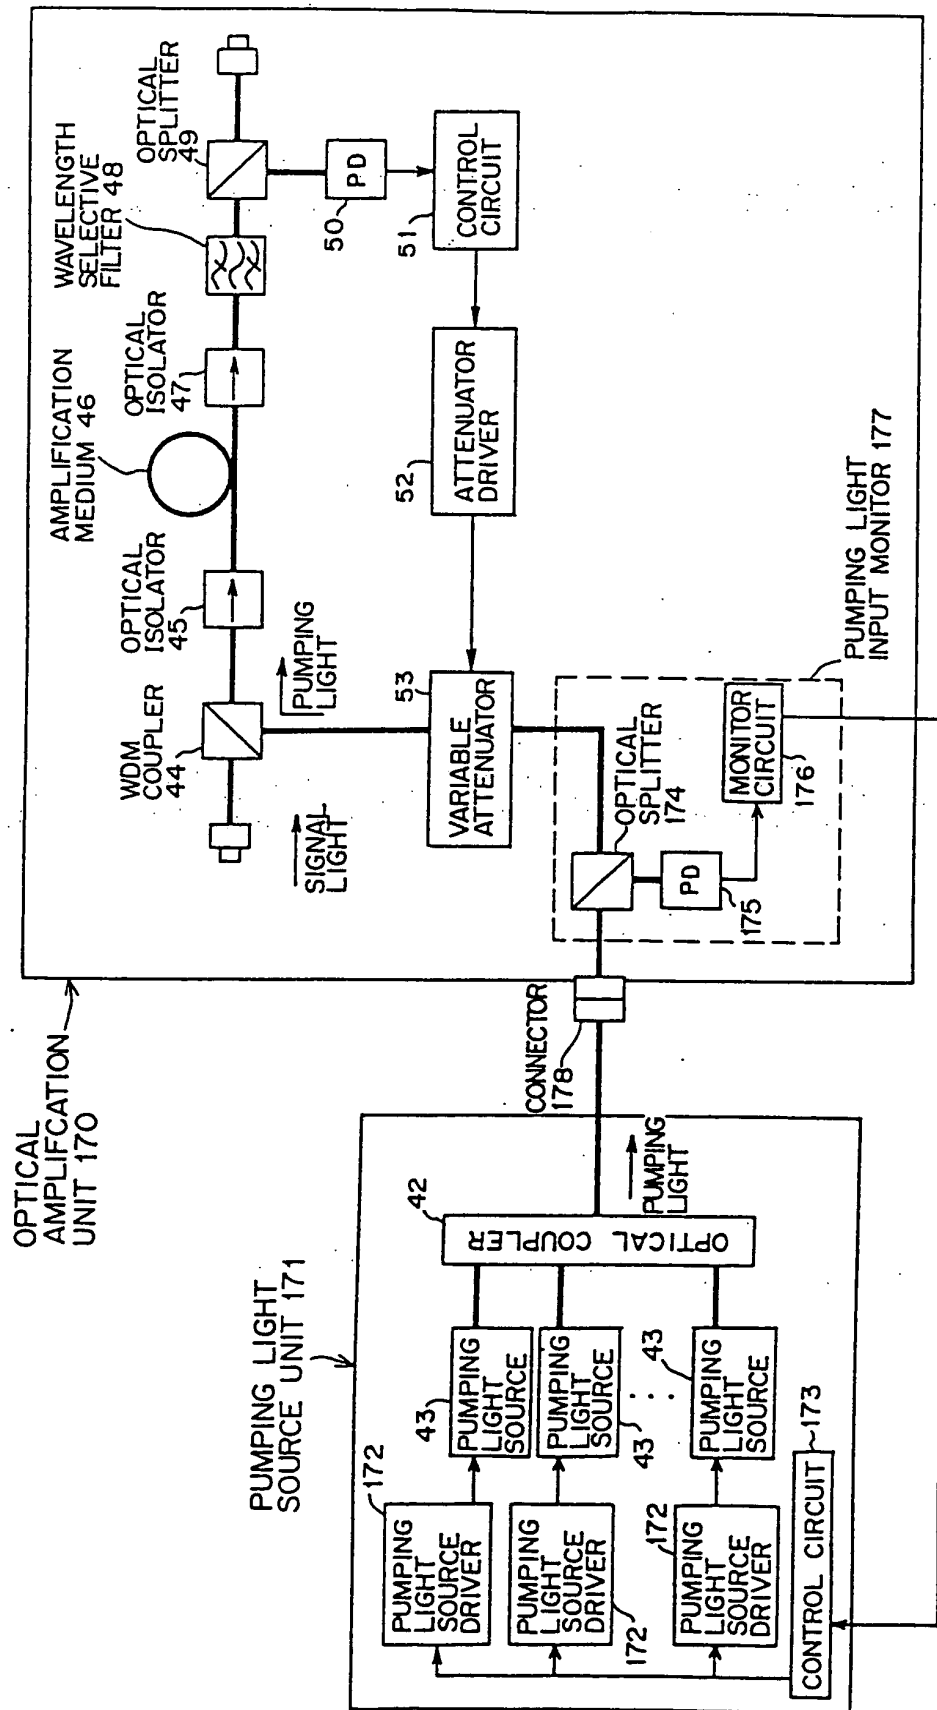 OPTICAL
AMPLIFCATION
UNIT 170
WDM
COUPLER
44
OPTICAL
ISOLATOR
45
AMPLIFICATION
MEDIUM 46
OPTICAL
ISOLATOR
47
WAVELENGTH
SELECTIVE
FILTER 48
OPTICAL
SPLITTER
49
SIGNAL
LIGHT
PUMPING
LIGHT
53
VARIABLE
ATTENUATOR
52
ATTENUATOR
DRIVER
51
CONTROL
CIRCUIT
50
PD
OPTICAL
SPLITTER
174
PD
175
MONITOR
CIRCUIT
176
PUMPING LIGHT
INPUT MONITOR 177
CONNECTOR
178
PUMPING LIGHT
SOURCE UNIT 171
172
PUMPING
LIGHT
SOURCE
DRIVER
43
PUMPING
LIGHT
SOURCE
42
OPTICAL COUPLER
PUMPING
LIGHT
PUMPING
LIGHT
SOURCE
DRIVER
172
PUMPING
LIGHT
SOURCE
43
172
PUMPING
LIGHT
SOURCE
DRIVER
43
PUMPING
LIGHT
SOURCE
CONTROL CIRCUIT
173